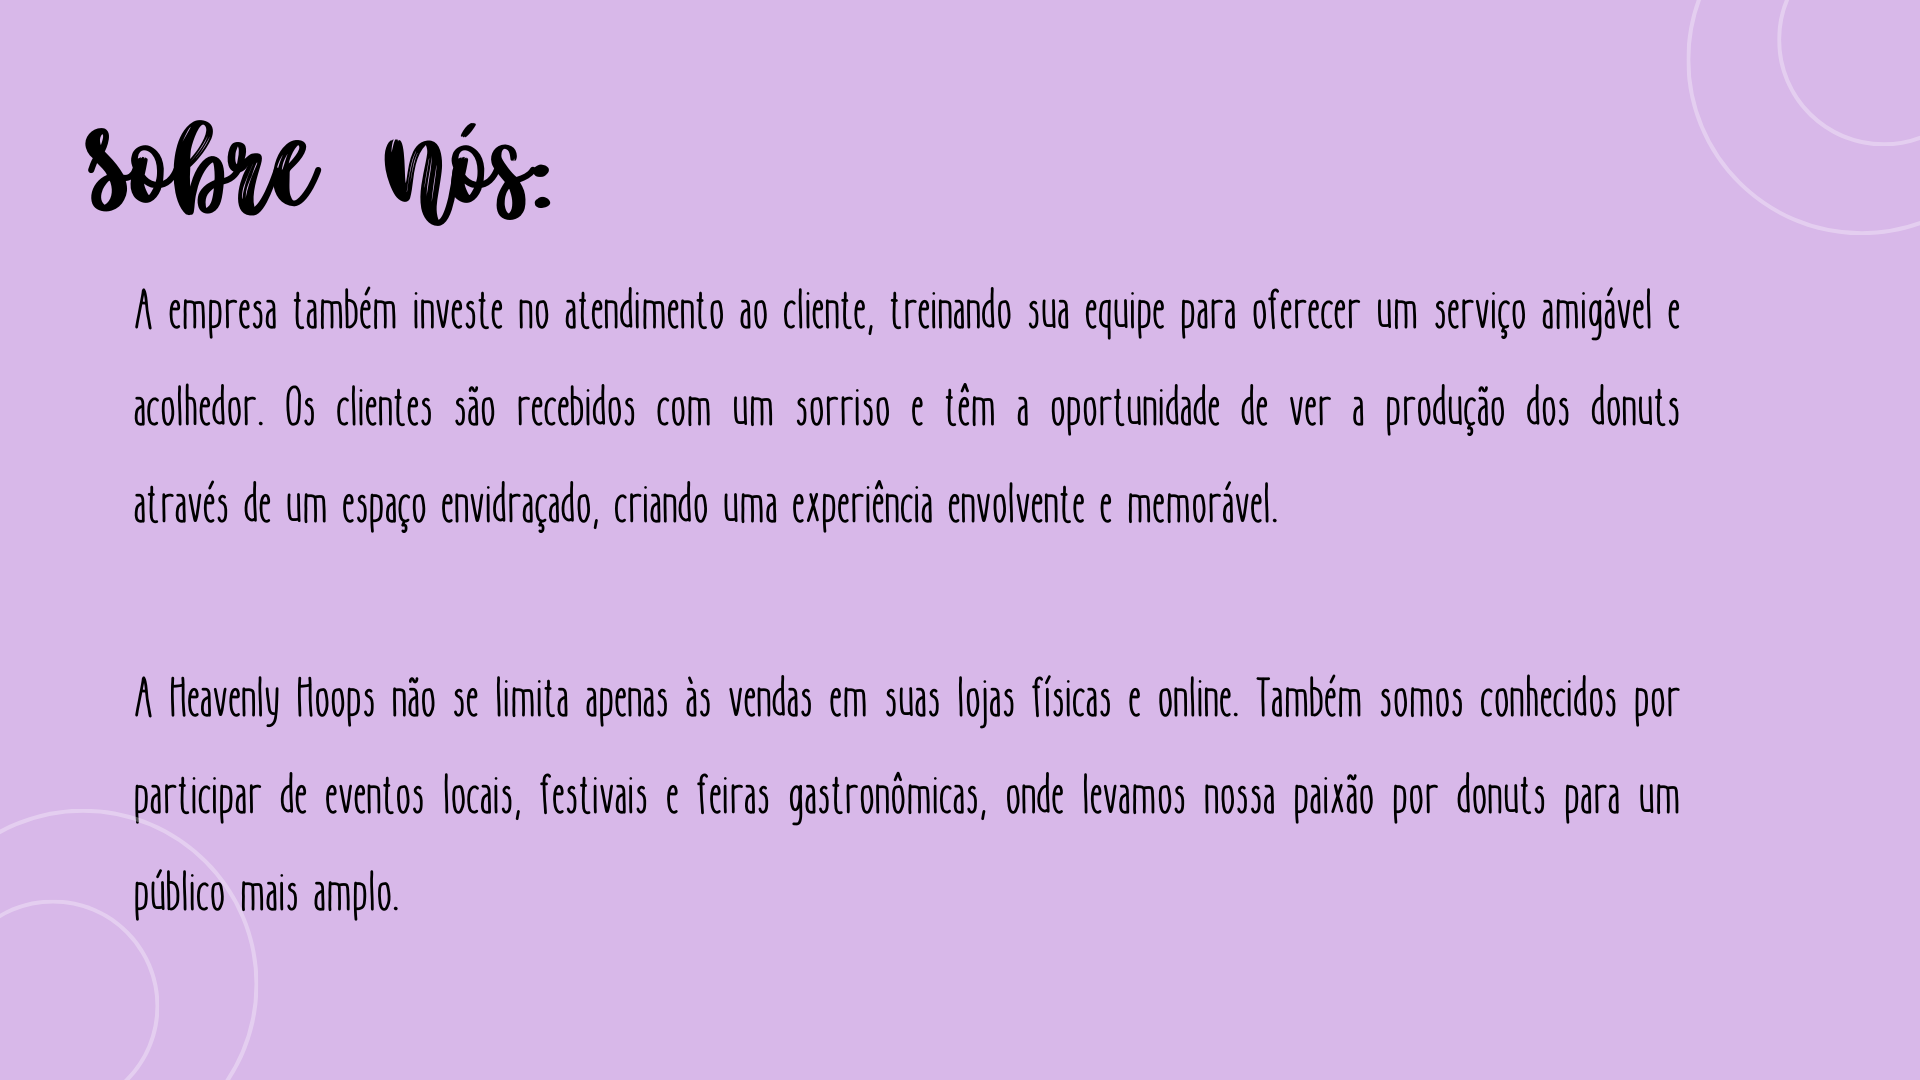 sobre nós:
A empresa também investe no atendimento ao cliente, treinando sua equipe para oferecer um serviço amigável e
acolhedor. Os clientes são recebidos com um sorriso e têm a oportunidade de ver a produção dos donuts
através de um espaço envidraçado, criando uma experiência envolvente e memorável.
A Heavenly Hoops não se limita apenas às vendas em suas lojas físicas e online. Também somos conhecidos por
participar de eventos locais, festivais e feiras gastronômicas, onde levamos nossa paixão por donuts para um
público mais amplo.